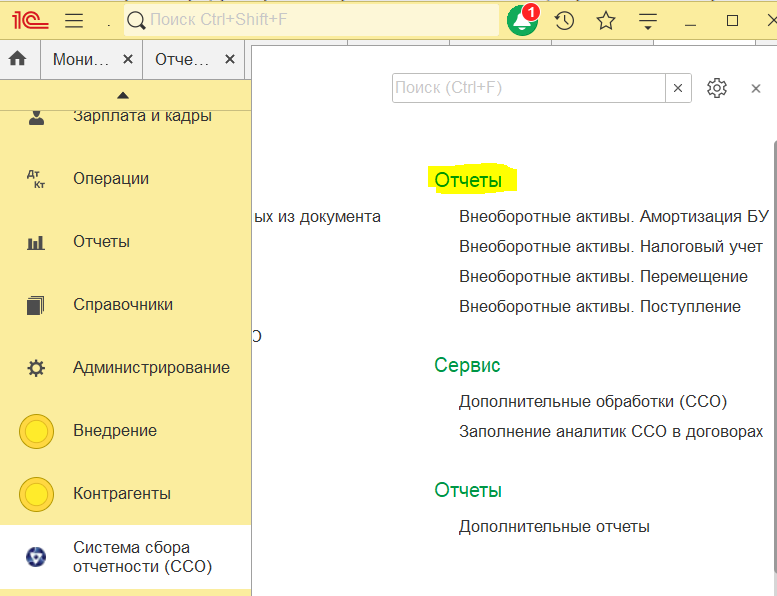 1С
Поиск Ctrl+Shift+F
1
Мони...
Отче...
Поиск (Ctrl+F)
Зарплата и кадры
Дт Кт
Операции
Отчеты
Справочники
Администрирование
Внедрение
Контрагенты
Система сбора
отчетности (ССО)
ых из документа
О
Отчеты
Внеоборотные активы. Амортизация БУ
Внеоборотные активы. Налоговый учет
Внеоборотные активы. Перемещение
Внеоборотные активы. Поступление
Сервис
Дополнительные обработки (ССО)
Заполнение аналитик ССО в договорах
Отчеты
Дополнительные отчеты